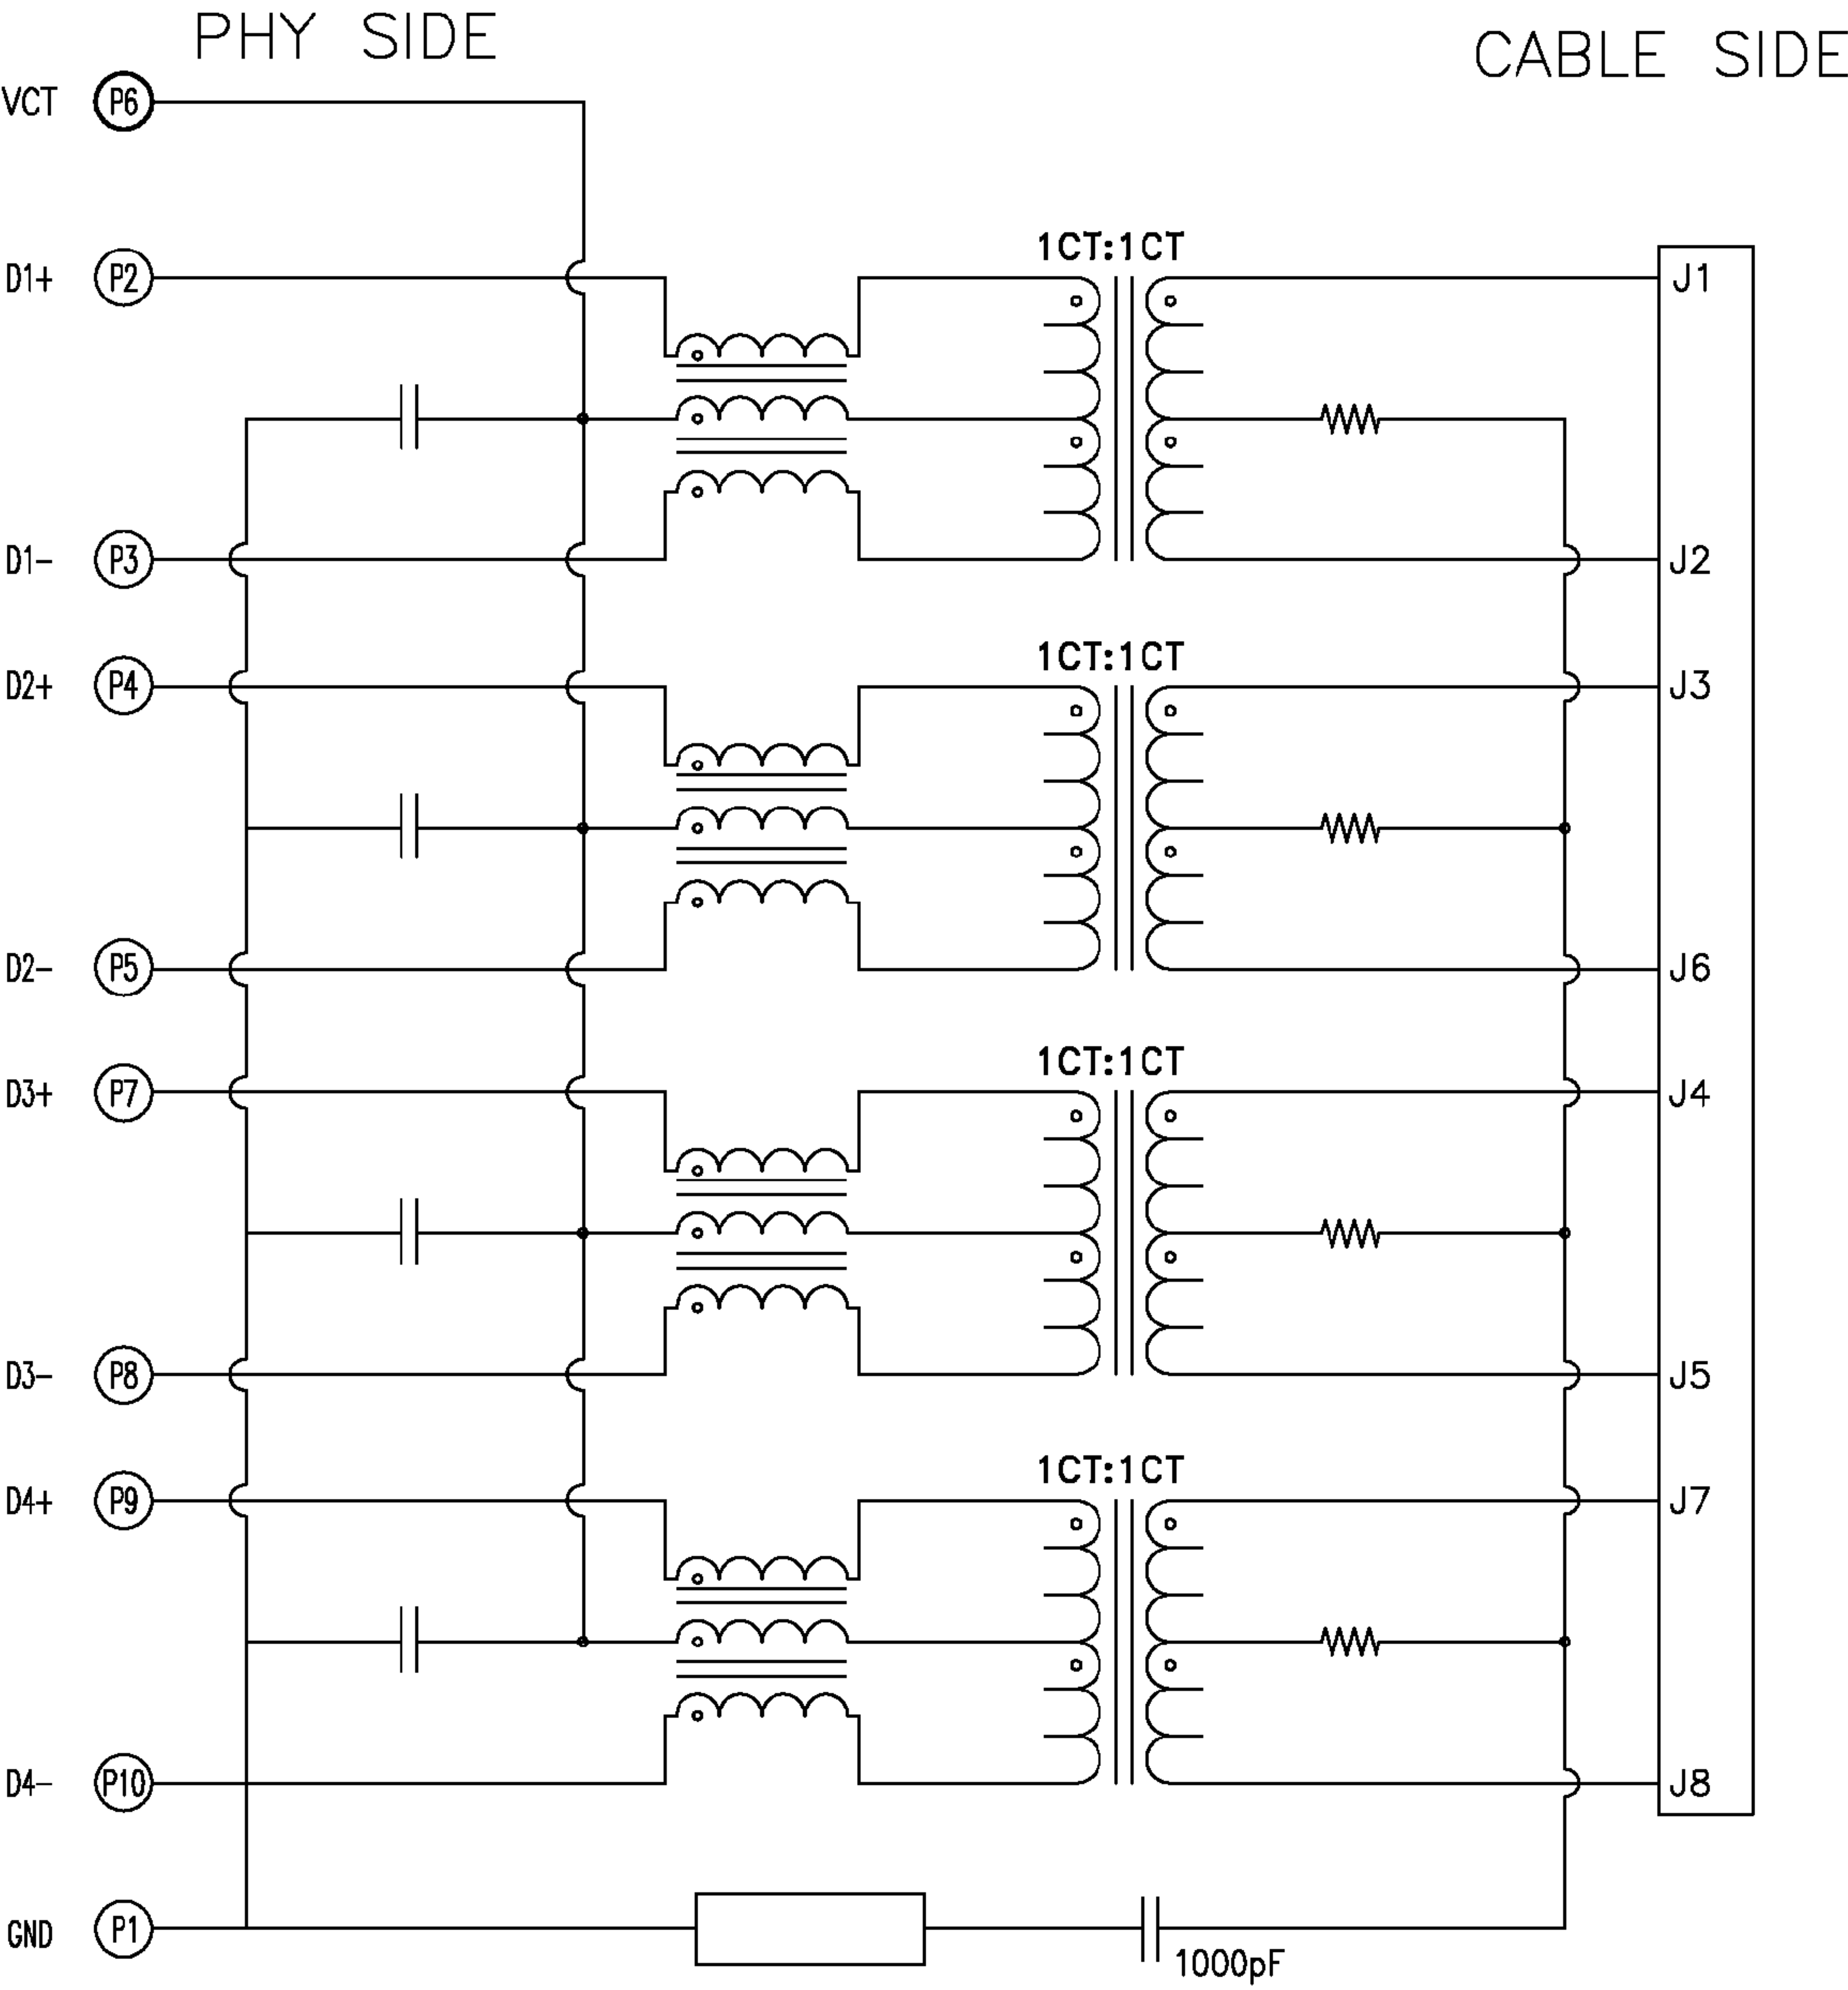 PHY SIDE
CABLE SIDE
VCT P6
1CT:1CT
D1+ P2 J1
D1- P3 J2
1CT:1CT
D2+ P4 J3
D2- P5 J6
1CT:1CT
D3+ P7 J4
D3- P8 J5
1CT:1CT
D4+ P9 J7
D4- P10 J8
GND P1
1000pF